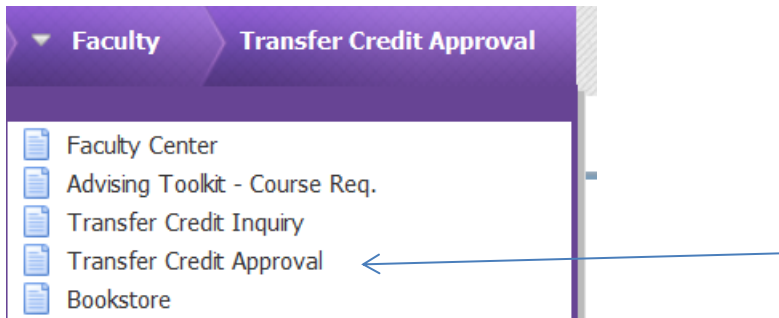 Faculty Transfer Credit Approval
Faculty Center
Advising Toolkit - Course Req.
Transfer Credit Inquiry
Transfer Credit Approval
Bookstore